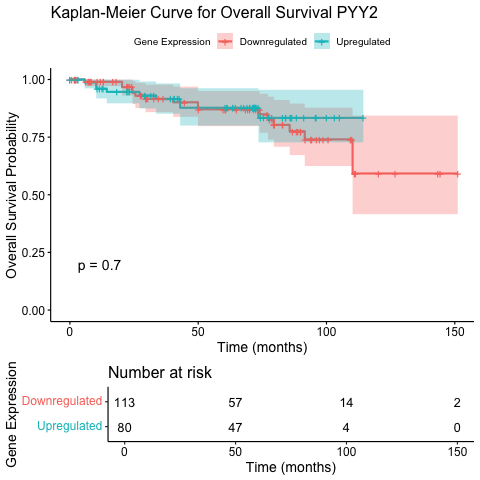 Kaplan-Meier Curve for Overall Survival PYY2
Gene Expression Downregulated Upregulated
Overall Survival Probability
1.00
0.75
0.50
0.25
0.00
p = 0.7
0 50 100 150
Time (months)
Number at risk
Gene Expression
Downregulated 113 57 14 2
Upregulated 80 47 4 0
0 50 100 150
Time (months)